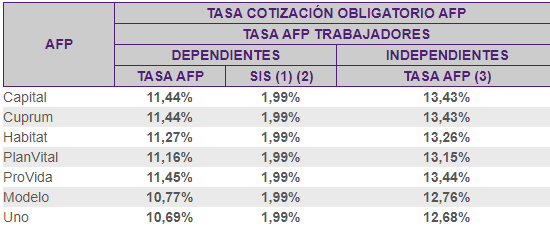 TASA COTIZACIÓN OBLIGATORIO AFP
AFP
TASA AFP TRABAJADORES
DEPENDIENTES INDEPENDIENTES
TASA AFP SIS (1) (2) TASA AFP (3)
Capital 11,44% 1,99% 13,43%
Cuprum 11,44% 1,99% 13,43%
Habitat 11,27% 1,99% 13,26%
PlanVital 11,16% 1,99% 13,15%
ProVida 11,45% 1,99% 13,44%
Modelo 10,77% 1,99% 12,76%
Uno 10,69% 1,99% 12,68%